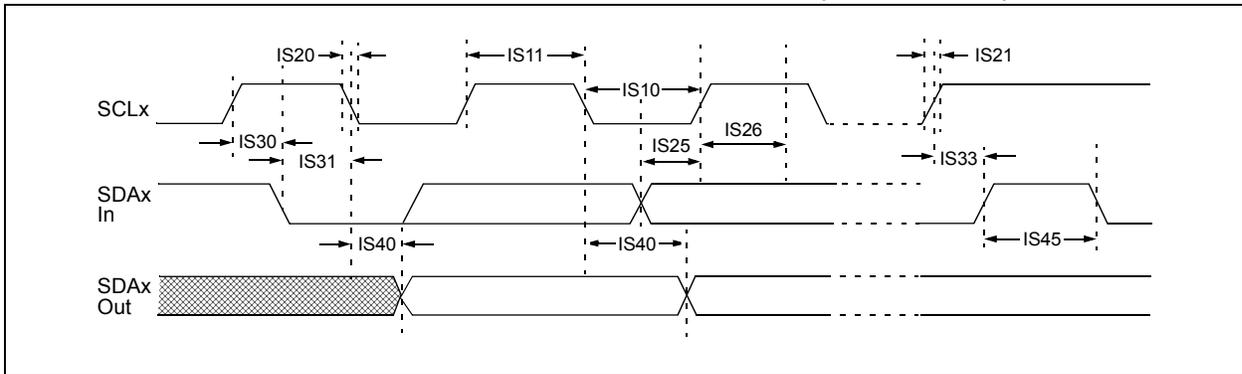 IS20
IS11
IS21
SCLx
IS10
IS30
IS26
IS31
IS25
IS33
SDAx
In
IS40
IS40
IS45
SDAx
Out